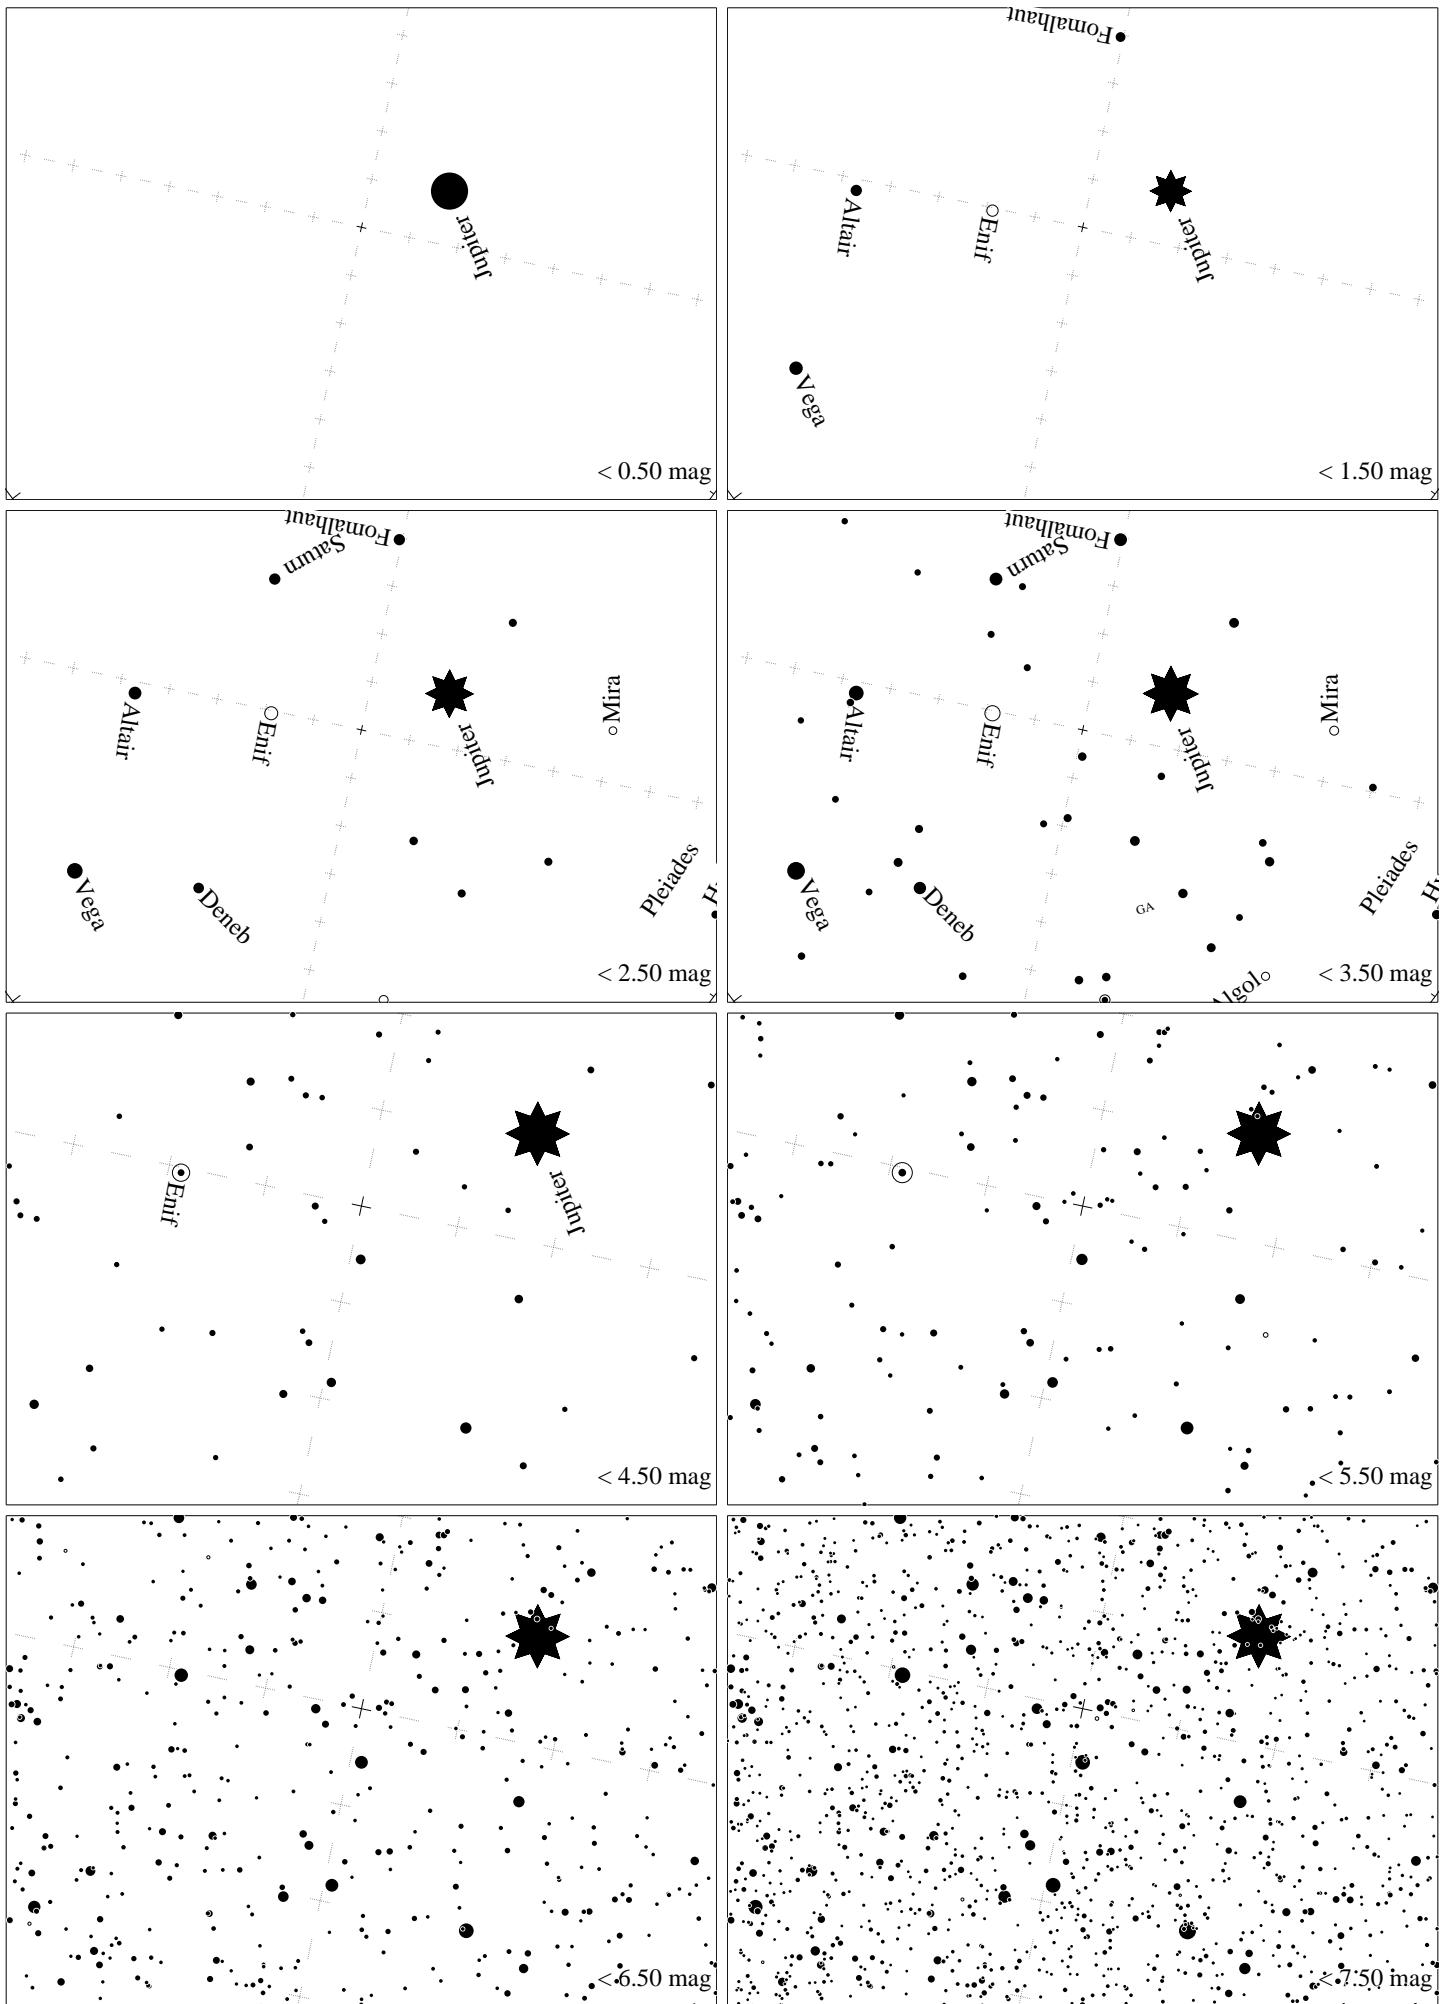 Jupiter
< 0.50 mag
Fomalhaut
Altair
Enif
Jupiter
Vega
< 1.50 mag
Fomalhaut
Saturn
Mira
Altair
Enif
Jupiter
Pleiades
Vega
Deneb
H
< 2.50 mag
Fomalhaut
Saturn
Mira
Altair
Enif
Jupiter
Pleiades
Vega
Deneb
GA
Hy
Algol
< 3.50 mag
Enif
Jupiter
< 4.50 mag
< 5.50 mag
< 6.50 mag
< 7.50 mag